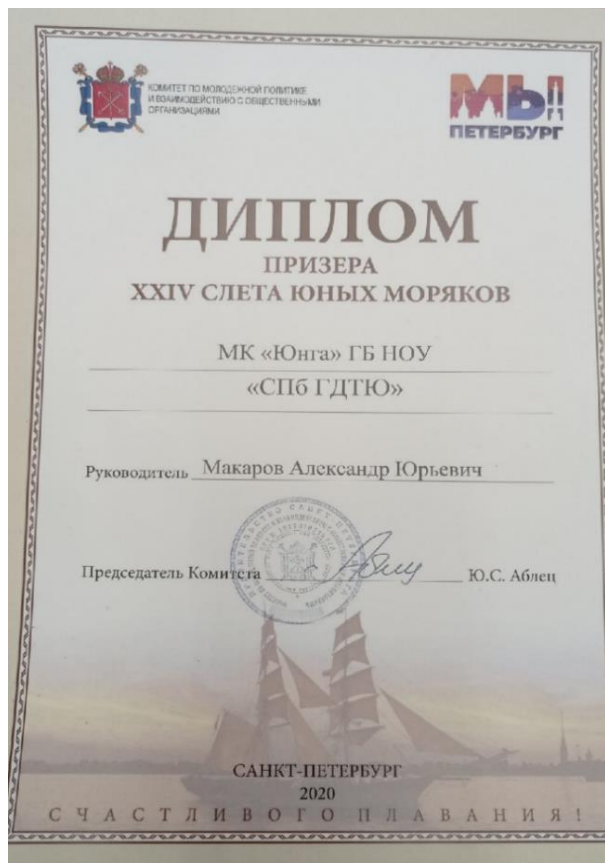 КОМИТЕТ ПО МОЛОДЕЖНОЙ ПОЛИТИКЕ
И ВЗАИМОДЕЙСТВИЮ С ОБЩЕСТВЕННЫМИ
ОРГАНИЗАЦИЯМИ
МЫ
ПЕТЕРБУРГ
ДИПЛОМ
ПРИЗЕРА
XXIV СЛЕТА ЮНЫХ МОРЯКОВ
МК «Юнга» ГБ НОУ
«СПб ГДТЮ»
Руководитель Макаров Александр Юрьевич
Председатель Комитета Ю.С. Аблец
САНКТ-ПЕТЕРБУРГ
2020
СЧАСТЛИВОГО ПЛАВАНИЯ!